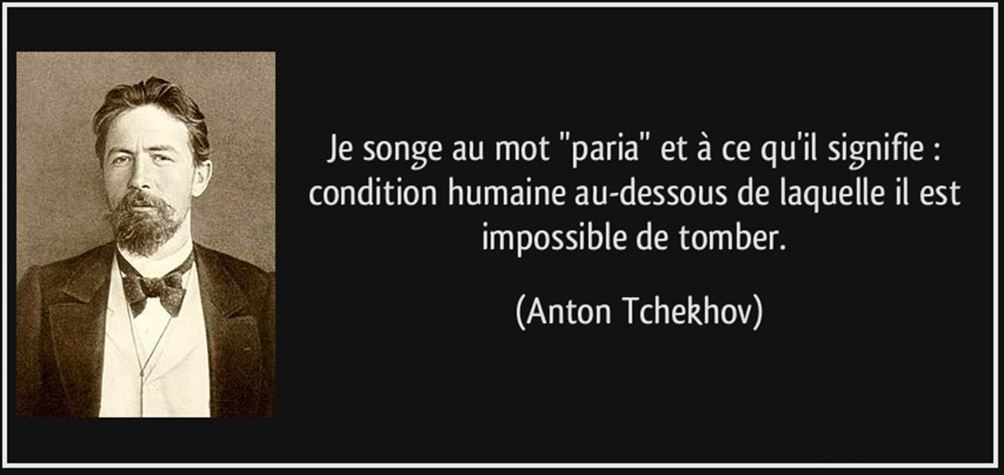 Je songe au mot "paria" et à ce qu'il signifie :
condition humaine au-dessous de laquelle il est
impossible de tomber.
(Anton Tchekhov)